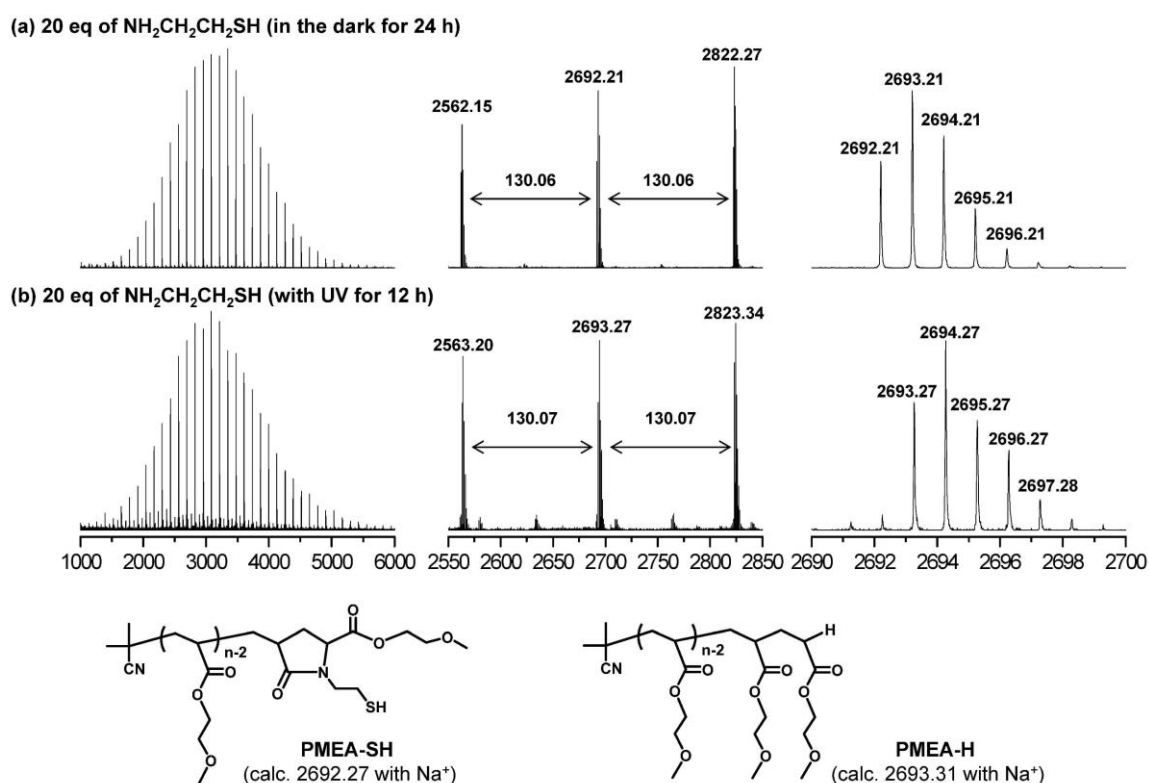 (a) 20 eq of NH₂CH₂CH₂SH (in the dark for 24 h)
2562.15
2692.21
2822.27
130.06
130.06
2692.21
2693.21
2694.21
2695.21
2696.21
(b) 20 eq of NH₂CH₂CH₂SH (with UV for 12 h)
2563.20
2693.27
2823.34
130.07
130.07
2693.27
2694.27
2695.27
2696.27
2697.28
1000 2000 3000 4000 5000 6000
2550 2600 2650 2700 2750 2800 2850
2690 2692 2694 2696 2698 2700
CN
n-2
O
O
O
O
O
O
O
N
SH
PMEA-SH
(calc. 2692.27 with Na⁺)
CN
n-2
H
O
O
O
O
O
O
O
O
O
PMEA-H
(calc. 2693.31 with Na⁺)